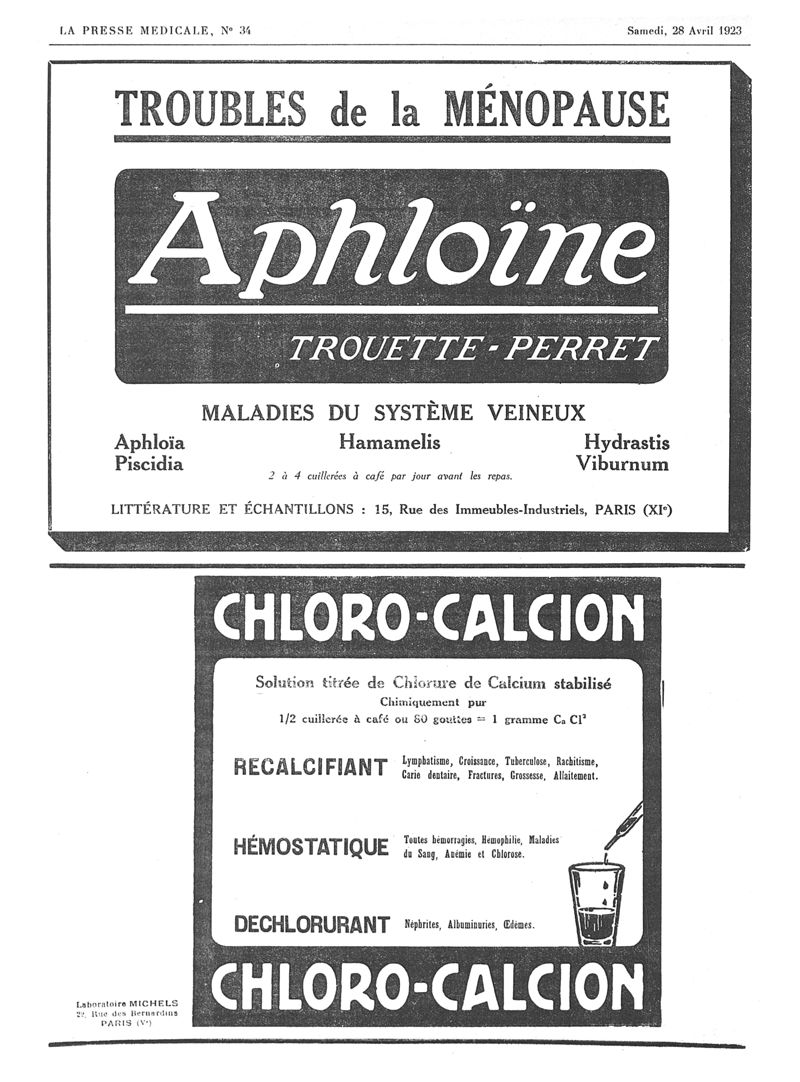 LA PRESSE MEDICALE, Nº 34
Samedi, 28 Avril 1923
TROUBLES de la MÉNOPAUSE
Aphloïne
TROUETTE-PERRET
MALADIES DU SYSTÈME VEINEUX
Aphloïa Hamamelis Hydrastis
Piscidia Viburnum
2 à 4 cuillerées à café par jour avant les repas.
LITTÉRATURE ET ÉCHANTILLONS : 15, Rue des Immeubles-Industriels, PARIS (XIᵉ)
CHLORO-CALCION
Solution titrée de Chlorure de Calcium stabilisé
Chimiquement pur
1/2 cuillerée à café ou 80 gouttes = 1 gramme Ca Cl²
RECALCIFIANT
Lymphatisme, Croissance, Tuberculose, Rachitisme,
Carie dentaire, Fractures, Grossesse, Allaitement.
HÉMOSTATIQUE
Toutes hémorragies, Hémophilie, Maladies
du Sang, Anémie et Chlorose.
DECHLORURANT
Néphrites, Albuminuries, Œdèmes.
CHLORO-CALCION
Laboratoire MICHELS
Rue des Bernardins
PARIS (Vᵉ)